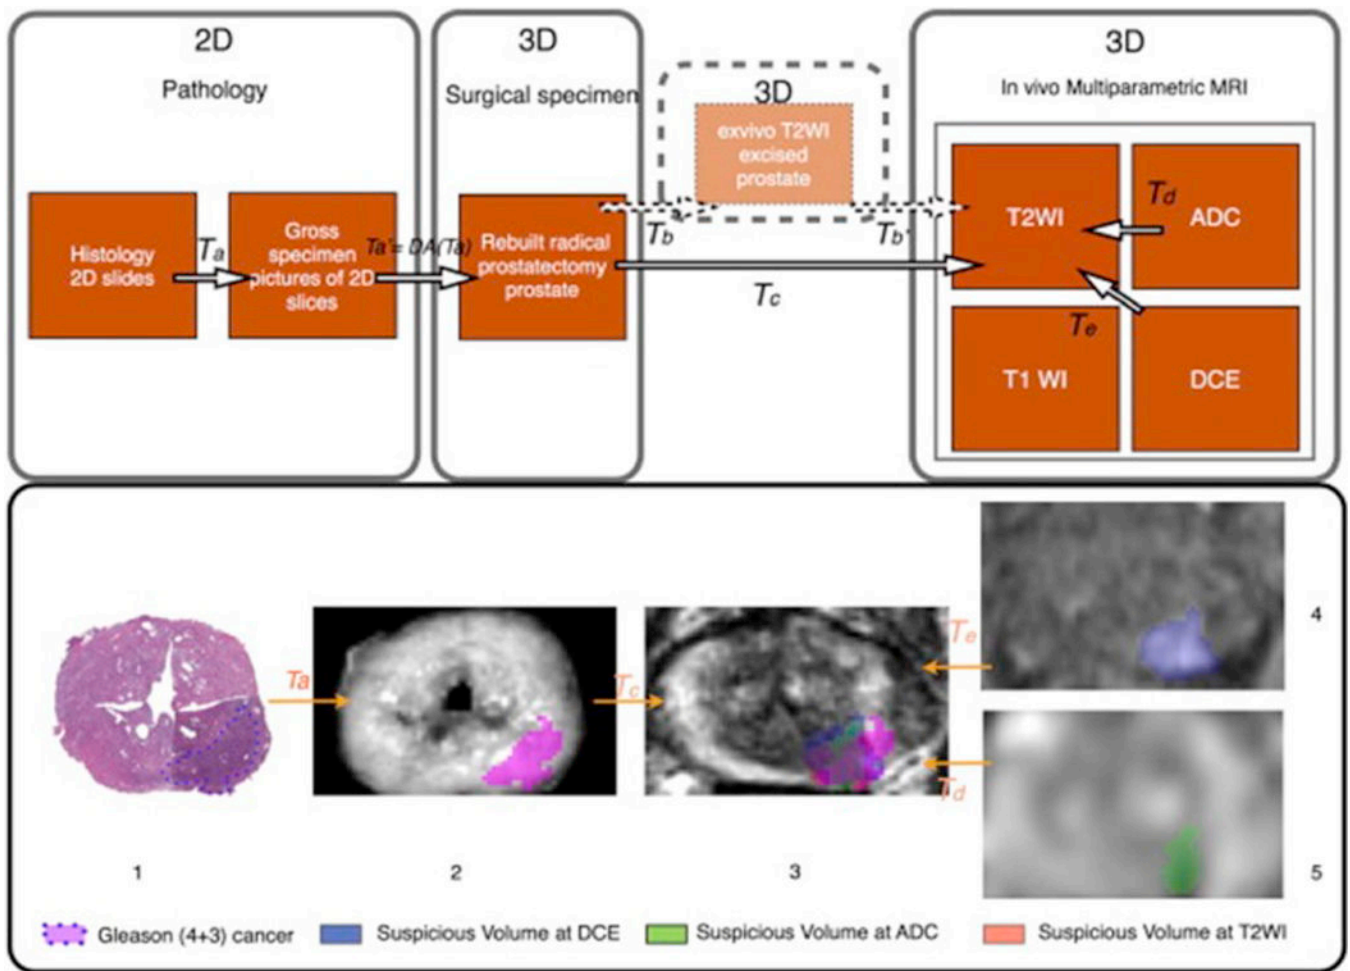 2D
Pathology
Histology
2D slides
Ta
Gross
specimen
pictures of 2D
slices
Ta'= DA(Ta)
3D
Surgical specimen
Rebuilt radical
prostatectomy
prostate
3D
exvivo T2WI
excised
prostate
Tb
Tb'
Tc
3D
In vivo Multiparametric MRI
T2WI
Td
ADC
Te
T1 WI
DCE
Ta
Tc
Te
Td
1
2
3
4
5
Gleason (4+3) cancer
Suspicious Volume at DCE
Suspicious Volume at ADC
Suspicious Volume at T2WI